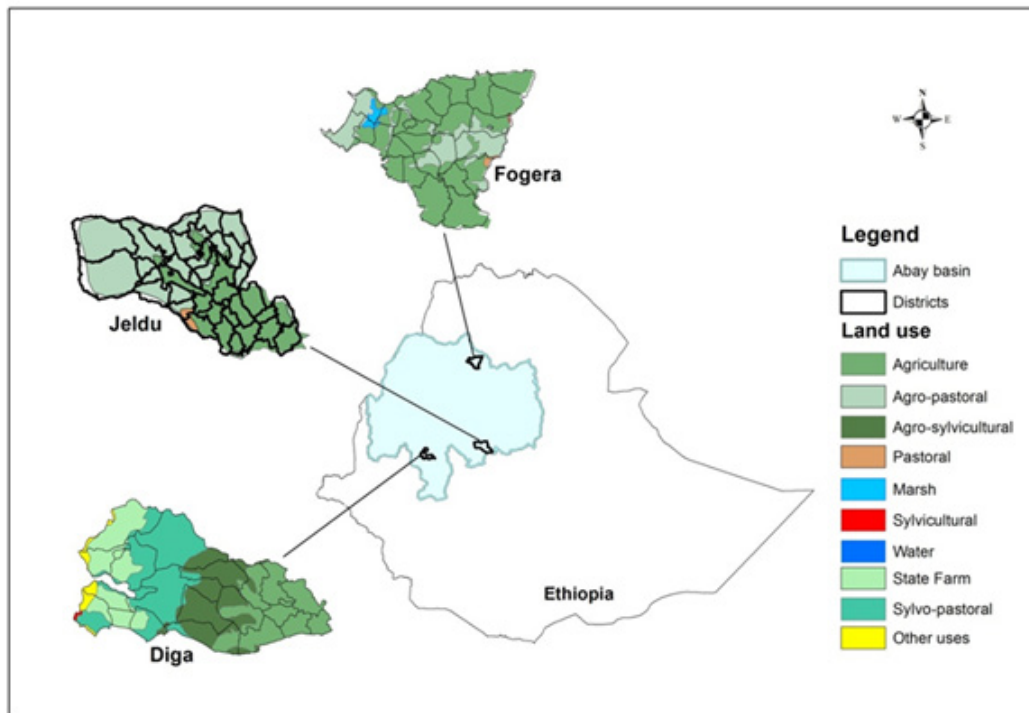 N
W E
S
Fogera
Jeldu
Diga
Ethiopia
Legend
Abay basin
Districts
Land use
Agriculture
Agro-pastoral
Agro-sylvicultural
Pastoral
Marsh
Sylvicultural
Water
State Farm
Sylvo-pastoral
Other uses